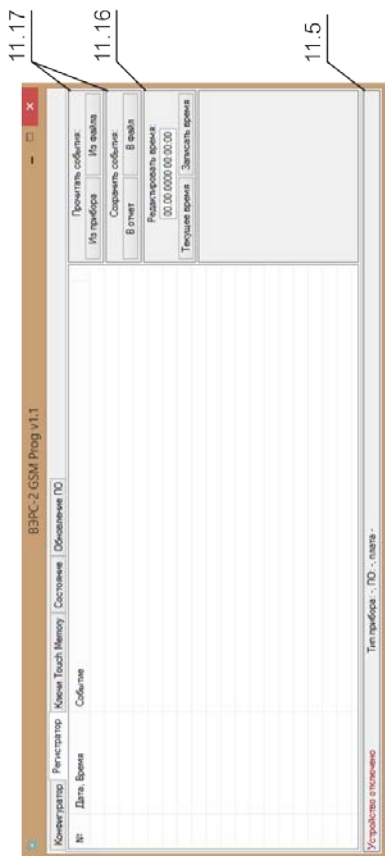 11.17
11.16
11.5
ВЭРС-2 GSM Prog v1.1
Конфигуратор Регистратор Ключи Touch Memory Состояние Обновление ПО
№ Дата, Время Событие
Прочитать события:
Из прибора Из файла
Сохранить события:
В отчет В файл
Редактировать время:
00.00.0000 00:00:00
Текущее время Записать время
Устройство отключено Тип прибора: -, ПО: -, плата -